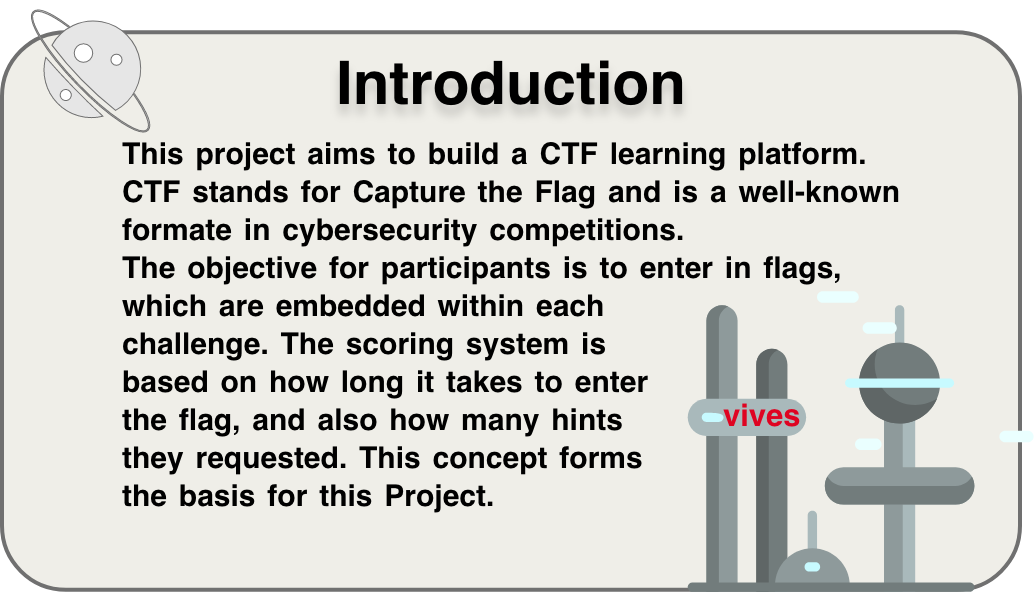 Introduction
This project aims to build a CTF learning platform.
CTF stands for Capture the Flag and is a well-known
formate in cybersecurity competitions.
The objective for participants is to enter in flags,
which are embedded within each
challenge. The scoring system is
based on how long it takes to enter
the flag, and also how many hints
they requested. This concept forms
the basis for this Project.
vives